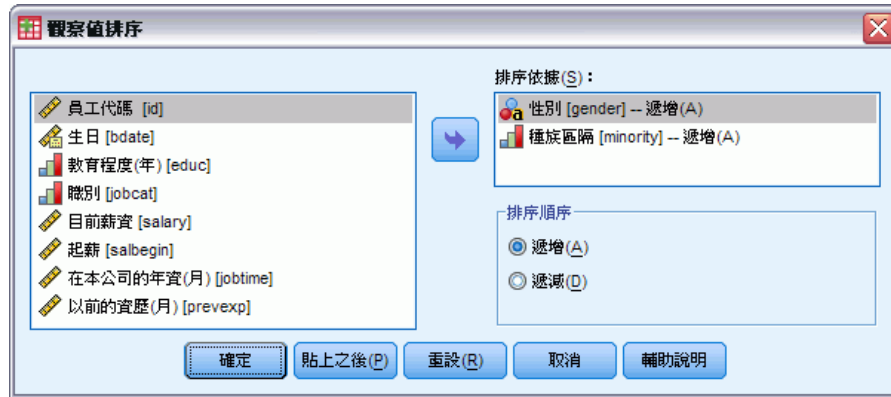 觀察值排序
員工代碼 [id]
生日 [bdate]
教育程度(年) [educ]
職別 [jobcat]
目前薪資 [salary]
起薪 [salbegin]
在本公司的年資(月) [jobtime]
以前的資歷(月) [prevexp]
排序依據(S):
性別 [gender] -- 遞增(A)
種族區隔 [minority] -- 遞增(A)
排序順序
遞增(A)
遞減(D)
確定
貼上之後(P)
重設(R)
取消
輔助說明